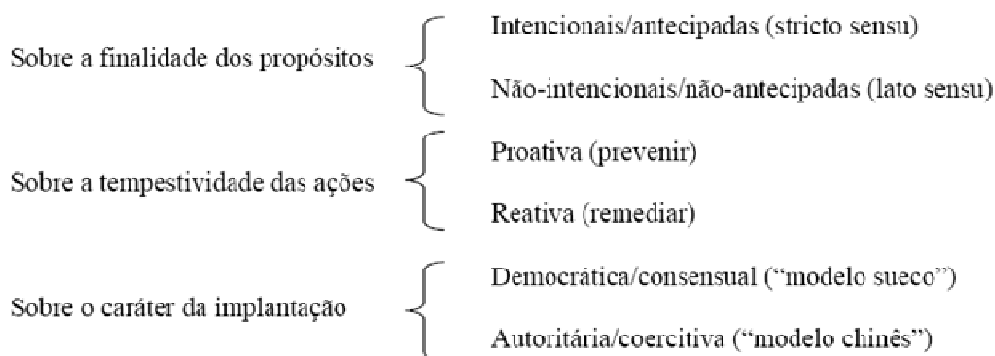 Intencionais/antecipadas (stricto sensu)
Sobre a finalidade dos propósitos
Não-intencionais/não-antecipadas (lato sensu)
Proativa (prevenir)
Sobre a tempestividade das ações
Reativa (remediar)
Democrática/consensual (“modelo sueco”)
Sobre o caráter da implantação
Autoritária/coercitiva (“modelo chinês”)